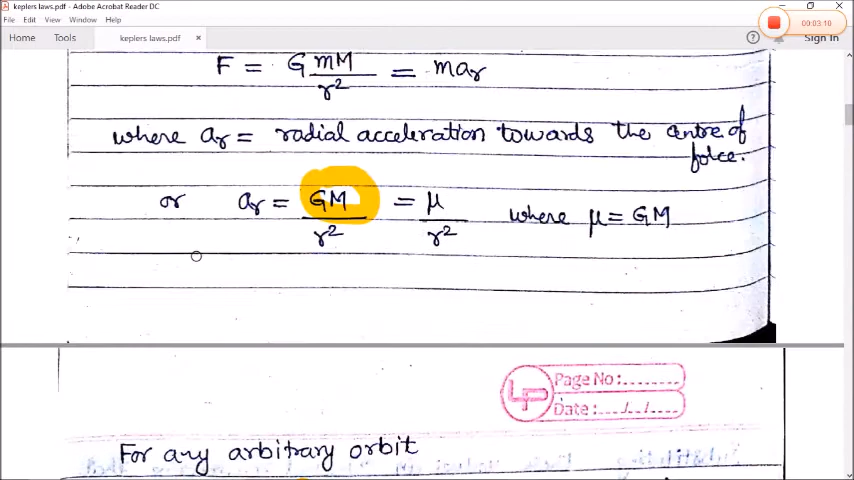 keplers laws.pdf - Adobe Acrobat Reader DC
File Edit View Window Help
00:03:10
Home Tools keplers laws.pdf × ? Sign In
F = G mM/r² = mar
where ar = radial acceleration towards the centre of
force.
or ar = GM/r² = μ/r² where μ = GM
LP
Page No:........
Date:..../../....
For any arbitrary orbit